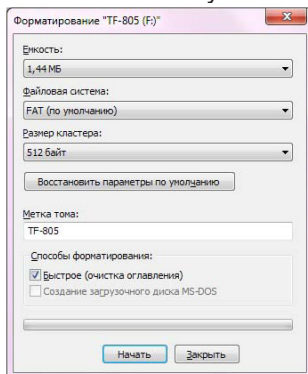 Форматирование "TF-805 (F:)"
Емкость:
1,44 МБ
Файловая система:
FAT (по умолчанию)
Размер кластера:
512 байт
Восстановить параметры по умолчанию
Метка тома:
TF-805
Способы форматирования:
Быстрое (очистка оглавления)
Создание загрузочного диска MS-DOS
Начать Закрыть